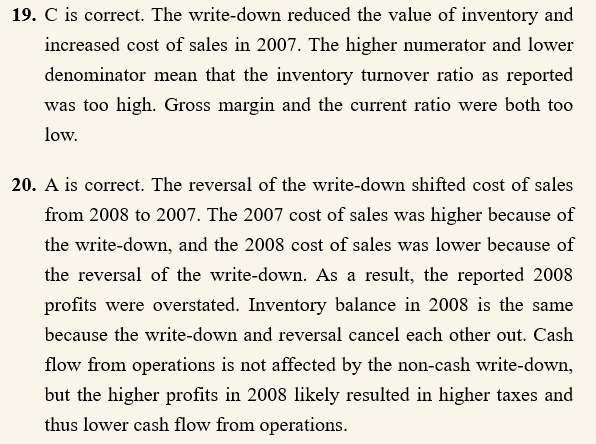 19. C is correct. The write-down reduced the value of inventory and
increased cost of sales in 2007. The higher numerator and lower
denominator mean that the inventory turnover ratio as reported
was too high. Gross margin and the current ratio were both too
low.
20. A is correct. The reversal of the write-down shifted cost of sales
from 2008 to 2007. The 2007 cost of sales was higher because of
the write-down, and the 2008 cost of sales was lower because of
the reversal of the write-down. As a result, the reported 2008
profits were overstated. Inventory balance in 2008 is the same
because the write-down and reversal cancel each other out. Cash
flow from operations is not affected by the non-cash write-down,
but the higher profits in 2008 likely resulted in higher taxes and
thus lower cash flow from operations.